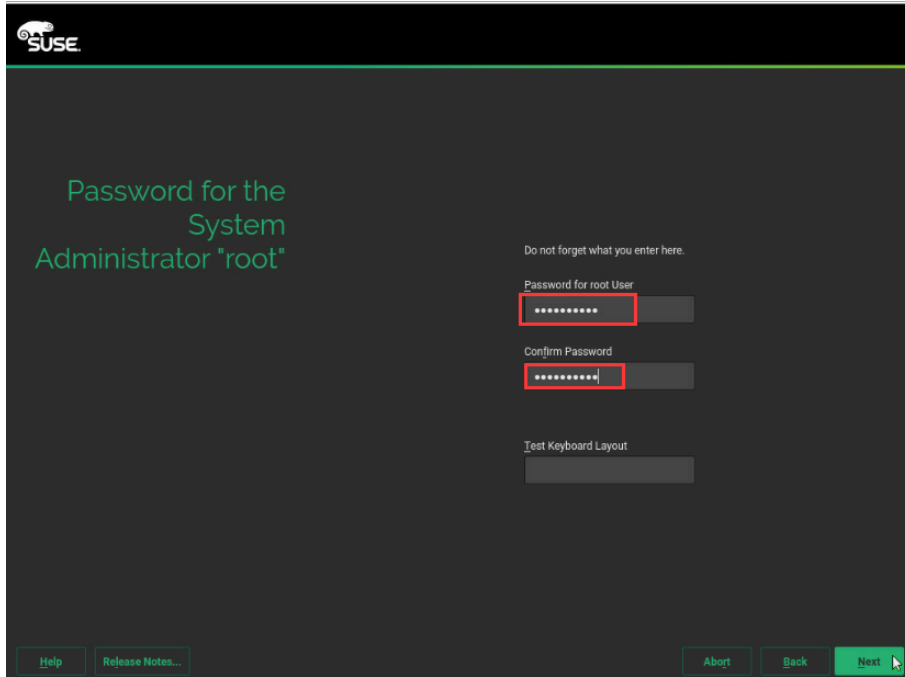 SUSE.
Password for the
System
Administrator "root"
Do not forget what you enter here.
Password for root User
••••••••••
Confirm Password
••••••••••
Test Keyboard Layout
Help
Release Notes...
Abort
Back
Next